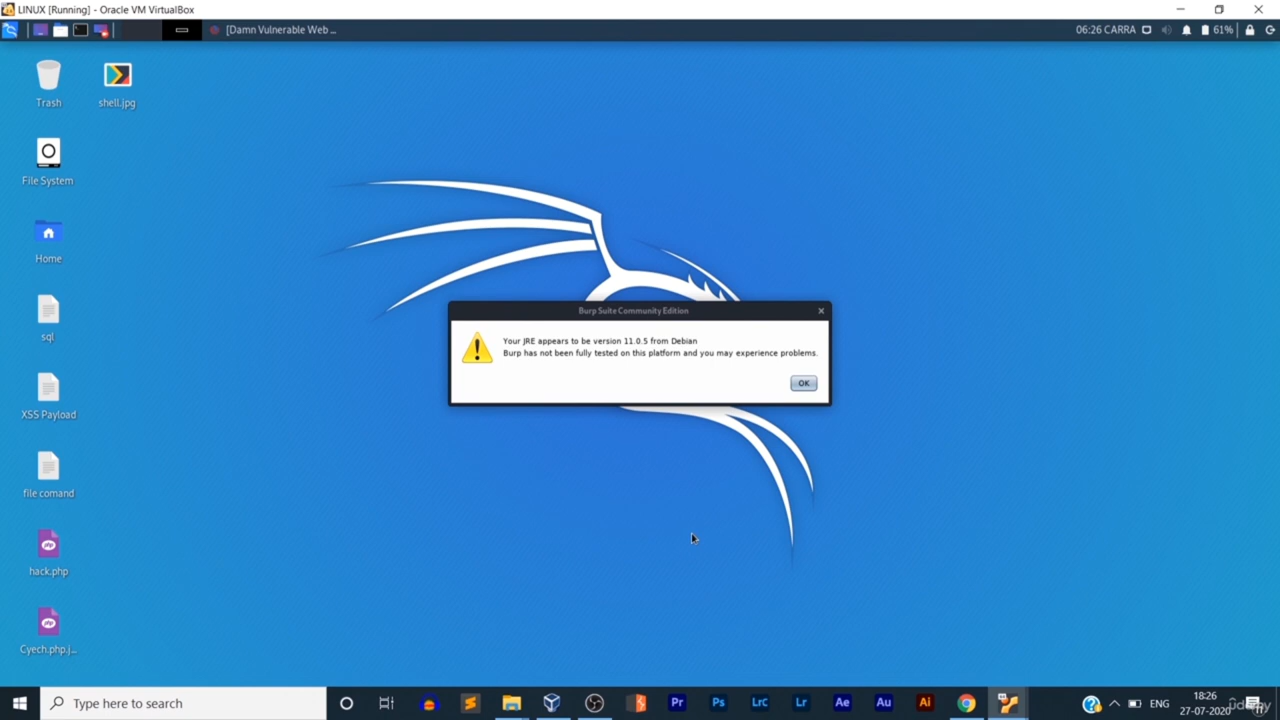 LINUX [Running] - Oracle VM VirtualBox
[Damn Vulnerable Web ...
06:26 CARRA
61%
Trash
shell.jpg
File System
Home
sql
XSS Payload
file comand
hack.php
Cyech.php.j...
Burp Suite Community Edition
Your JRE appears to be version 11.0.5 from Debian
Burp has not been fully tested on this platform and you may experience problems.
OK
php
php
Type here to search
Pr
Ps
LrC
Lr
Ae
Au
Ai
ENG
18:26
27-07-2020
Udemy